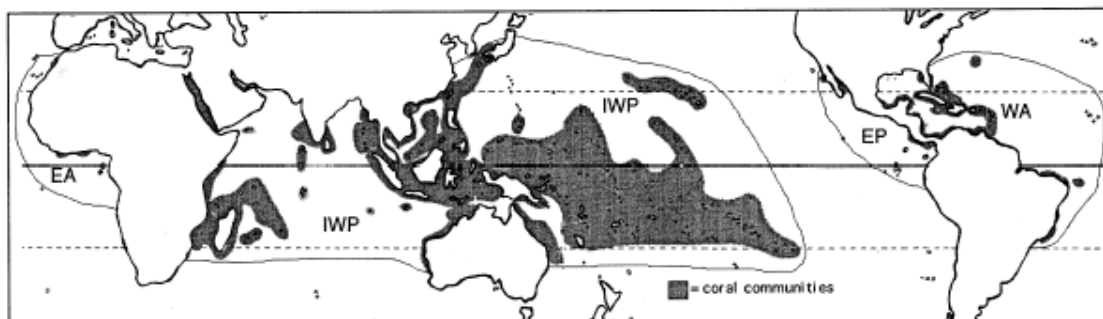 IWP
WA
EP
EA
IWP
= coral communities